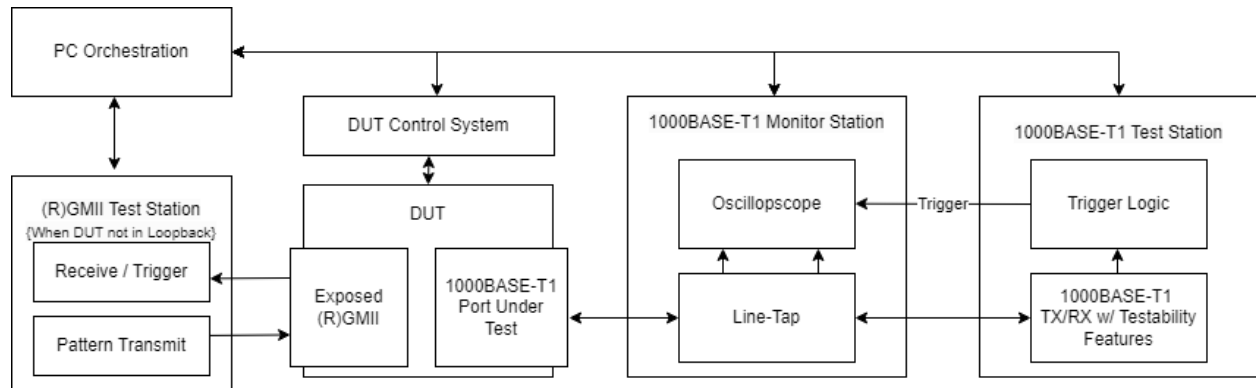 PC Orchestration
DUT Control System
1000BASE-T1 Monitor Station
1000BASE-T1 Test Station
(R)GMII Test Station
{When DUT not in Loopback}
Receive / Trigger
Pattern Transmit
DUT
Exposed
(R)GMII
1000BASE-T1
Port Under
Test
Oscillopscope
Trigger
Trigger Logic
Line-Tap
1000BASE-T1
TX/RX w/ Testability
Features